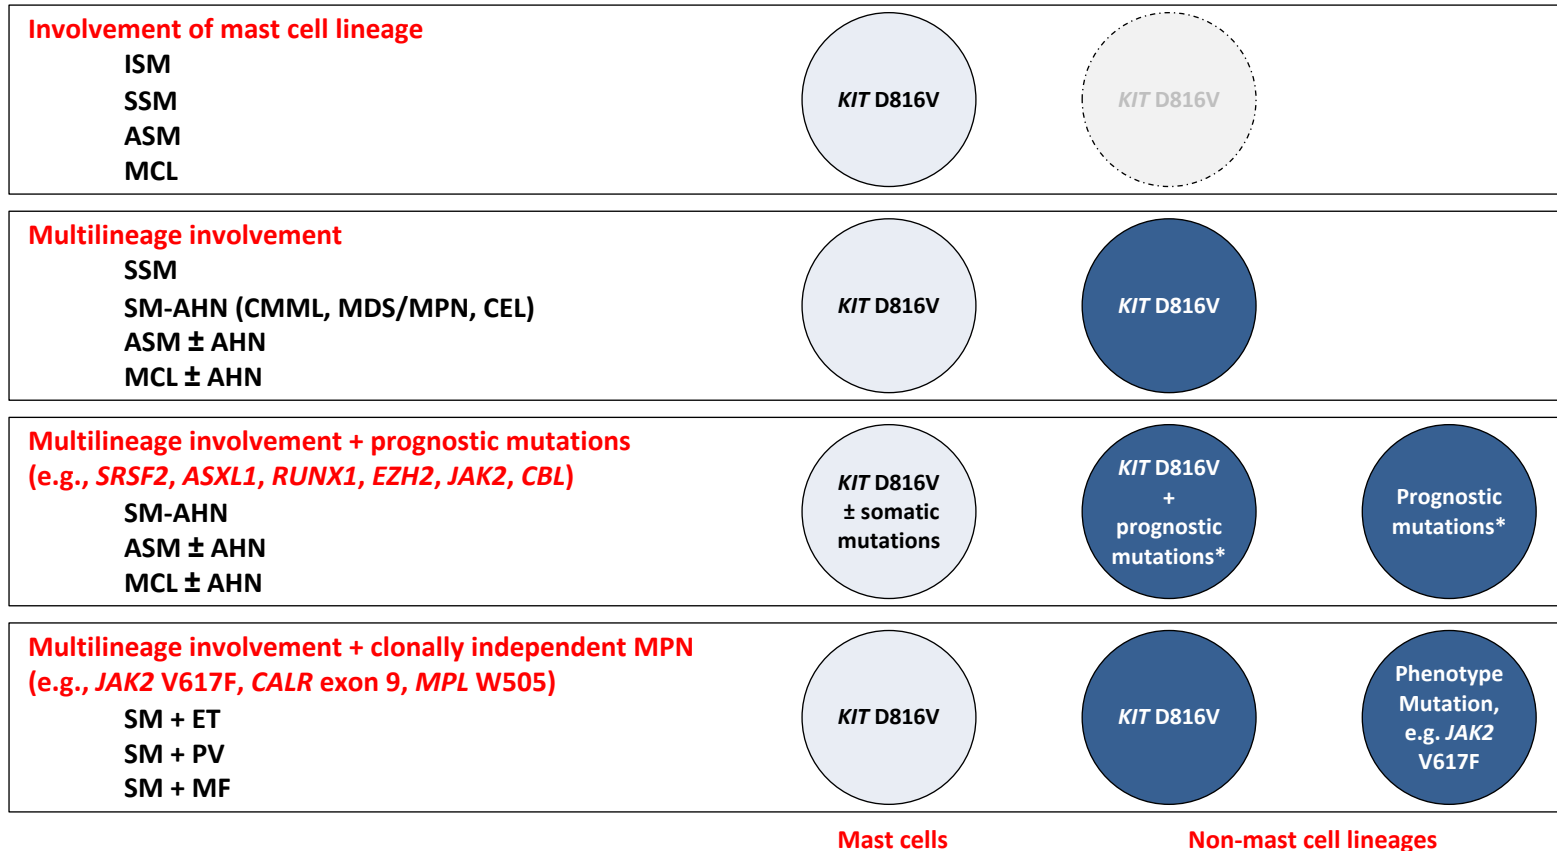 Involvement of mast cell lineage
ISM
SSM
ASM
MCL
KIT D816V
KIT D816V
Multilineage involvement
SSM
SM-AHN (CMML, MDS/MPN, CEL)
ASM ± AHN
MCL ± AHN
KIT D816V
KIT D816V
Multilineage involvement + prognostic mutations
(e.g., SRSF2, ASXL1, RUNX1, EZH2, JAK2, CBL)
SM-AHN
ASM ± AHN
MCL ± AHN
KIT D816V
± somatic
mutations
KIT D816V
+
prognostic
mutations*
Prognostic
mutations*
Multilineage involvement + clonally independent MPN
(e.g., JAK2 V617F, CALR exon 9, MPL W505)
SM + ET
SM + PV
SM + MF
KIT D816V
KIT D816V
Phenotype
Mutation,
e.g. JAK2
V617F
Mast cells
Non-mast cell lineages